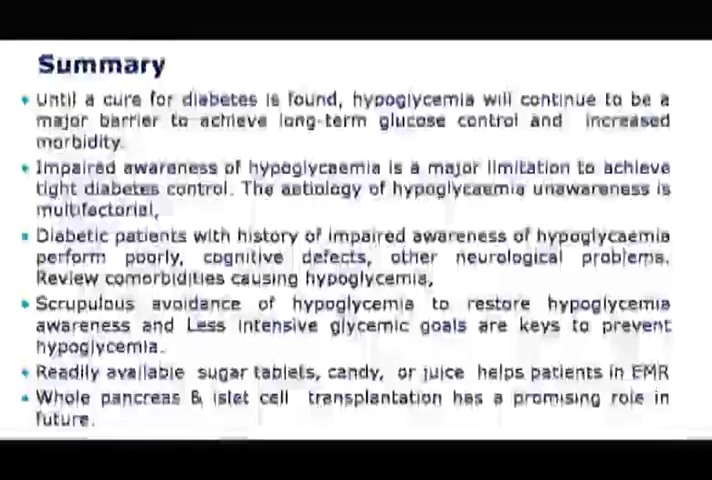 Summary
Until a cure for diabetes is found, hypoglycemia will continue to be a
major barrier to achieve long-term glucose control and increased
morbidity.
Impaired awareness of hypoglycaemia is a major limitation to achieve
tight diabetes control. The aetiology of hypoglycaemia unawareness is
multifactorial,
Diabetic patients with history of impaired awareness of hypoglycaemia
perform poorly, cognitive defects, other neurological problems.
Review comorbidities causing hypoglycemia,
Scrupulous avoidance of hypoglycemia to restore hypoglycemia
awareness and Less intensive glycemic goals are keys to prevent
hypoglycemia.
Readily available sugar tablets, candy, or juice helps patients in EMR
Whole pancreas & islet cell transplantation has a promising role in
future.